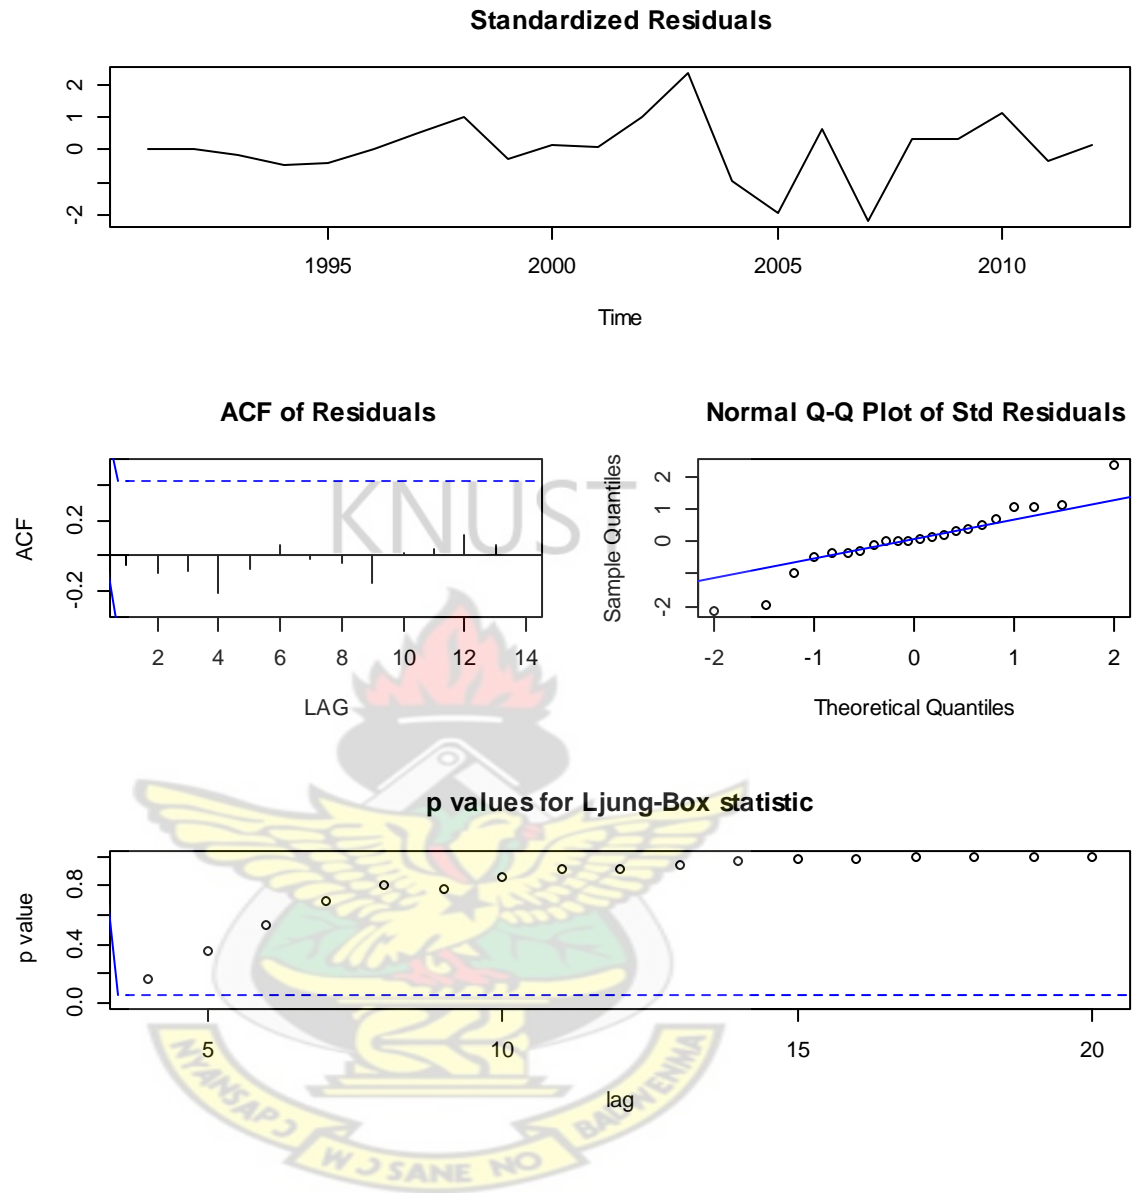 Standardized Residuals
2
1
0
-2
1995
2000
2005
2010
Time
ACF of Residuals
ACF
0.2
-0.2
2
4
6
8
10
12
14
LAG
Normal Q-Q Plot of Std Residuals
Sample Quantiles
2
1
0
-2
-2
-1
0
1
2
Theoretical Quantiles
KNUST
p values for Ljung-Box statistic
p value
0.8
0.4
0.0
5
10
15
20
lag
NYANSAPƆ
WƆSANE NO
BADWENMA